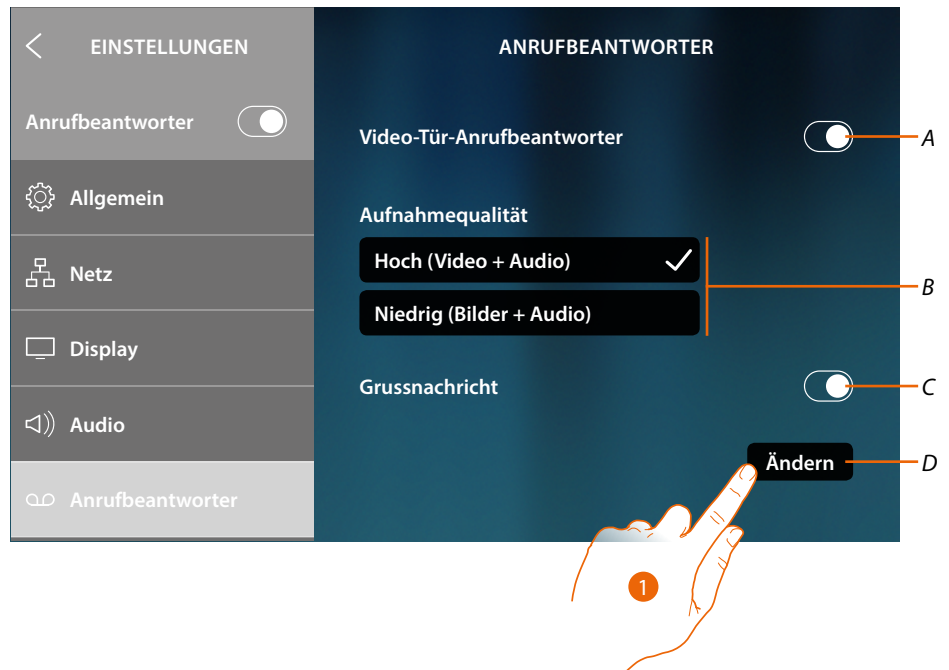 EINSTELLUNGEN
Anrufbeantworter
Allgemein
Netz
Display
Audio
Anrufbeantworter
ANRUFBEANTWORTER
Video-Tür-Anrufbeantworter
A
Aufnahmequalität
Hoch (Video + Audio)
Niedrig (Bilder + Audio)
B
Grussnachricht
C
Ändern
D
1